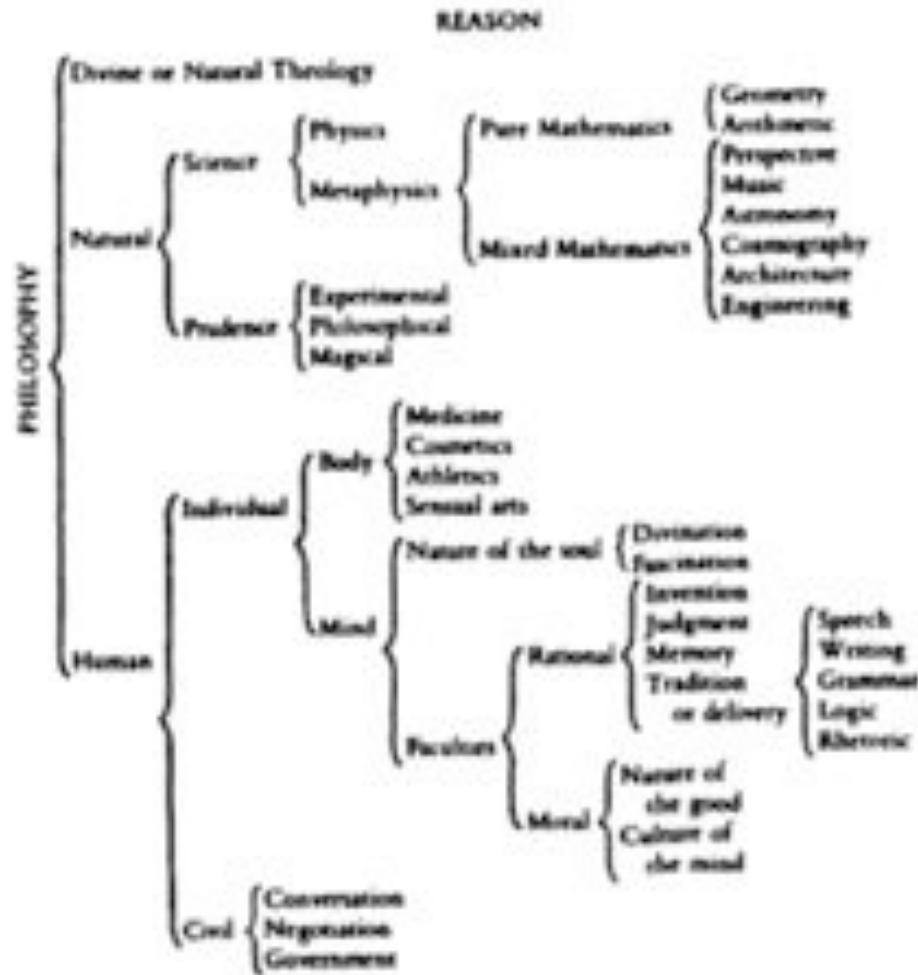 REASON
PHILOSOPHY
Divine or Natural Theology
Natural
Science
Physics
Metaphysics
Pure Mathematics
Geometry
Arithmetic
Mixed Mathematics
Perspective
Music
Astronomy
Cosmography
Architecture
Engineering
Prudence
Experimental
Philosophical
Magical
Human
Individual
Body
Medicine
Cosmetics
Athletics
Sensual arts
Mind
Nature of the soul
Divination
Fascination
Faculties
Rational
Invention
Judgment
Memory
Tradition
or delivery
Speech
Writing
Grammar
Logic
Rhetoric
Moral
Nature of
the good
Culture of
the mind
Civil
Conversation
Negotiation
Government